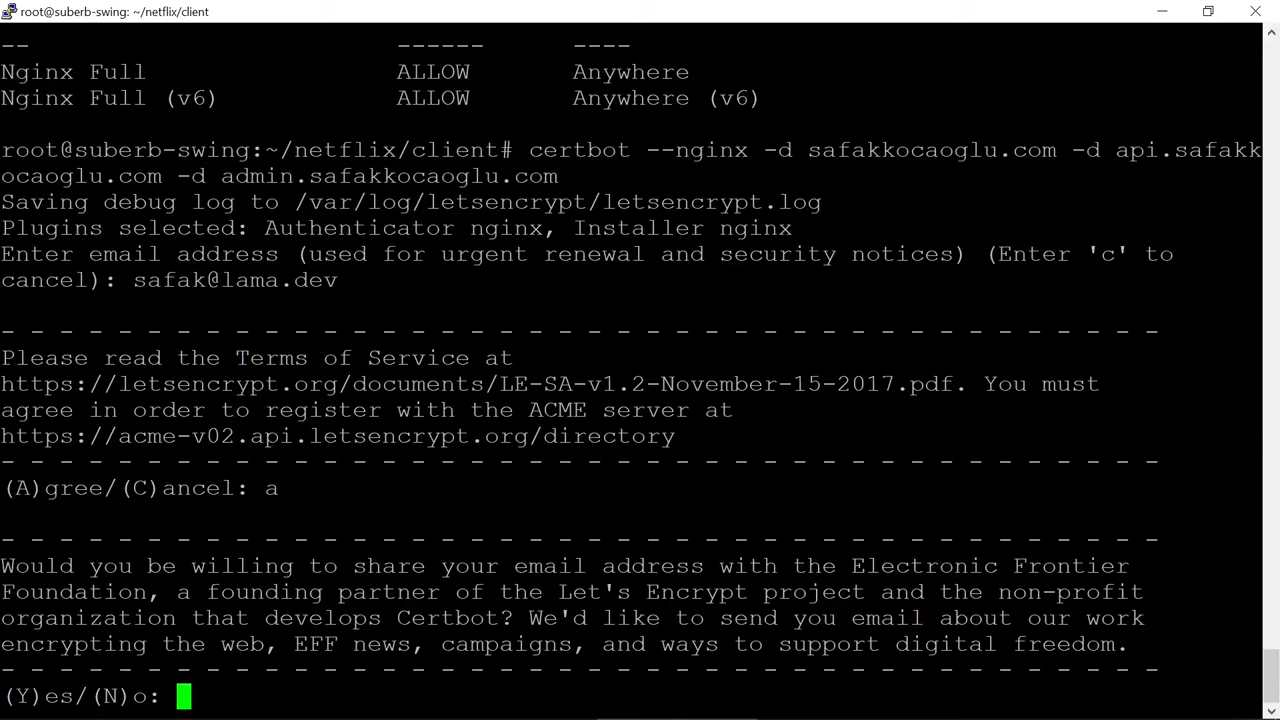 root@suberb-swing: ~/netflix/client
-- ------ ----
Nginx Full ALLOW Anywhere
Nginx Full (v6) ALLOW Anywhere (v6)
root@suberb-swing:~/netflix/client# certbot --nginx -d safakkocaoglu.com -d api.safakk
ocaoglu.com -d admin.safakkocaoglu.com
Saving debug log to /var/log/letsencrypt/letsencrypt.log
Plugins selected: Authenticator nginx, Installer nginx
Enter email address (used for urgent renewal and security notices) (Enter 'c' to
cancel): safak@lama.dev
- - - - - - - - - - - - - - - - - - - - - - - - - - - - - - - - - - - - - - - -
Please read the Terms of Service at
https://letsencrypt.org/documents/LE-SA-v1.2-November-15-2017.pdf. You must
agree in order to register with the ACME server at
https://acme-v02.api.letsencrypt.org/directory
- - - - - - - - - - - - - - - - - - - - - - - - - - - - - - - - - - - - - - - -
(A)gree/(C)ancel: a
- - - - - - - - - - - - - - - - - - - - - - - - - - - - - - - - - - - - - - - -
Would you be willing to share your email address with the Electronic Frontier
Foundation, a founding partner of the Let's Encrypt project and the non-profit
organization that develops Certbot? We'd like to send you email about our work
encrypting the web, EFF news, campaigns, and ways to support digital freedom.
- - - - - - - - - - - - - - - - - - - - - - - - - - - - - - - - - - - - - - - -
(Y)es/(N)o: